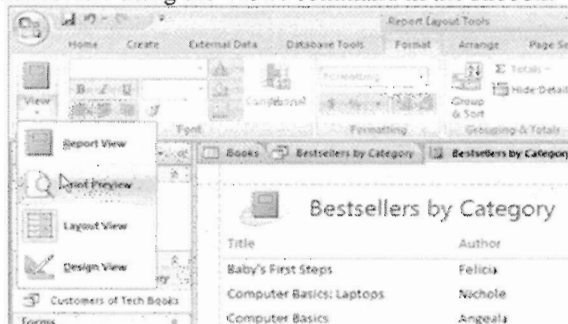 Report Layout Tools
Home Create External Data Database Tools Format Arrange Page Se
View
B I U
Conditional
Formatting
Group & Sort
Σ Totals
Hide Detail
Font Formatting Grouping & Totals
Report View
Print Preview
Layout View
Design View
Customers of Tech Books
Forms
Books Bestsellers by Category Bestsellers by Category
Bestsellers by Category
Title Author
Baby's First Steps Felicia
Computer Basics: Laptops Nichole
Computer Basics Angeala